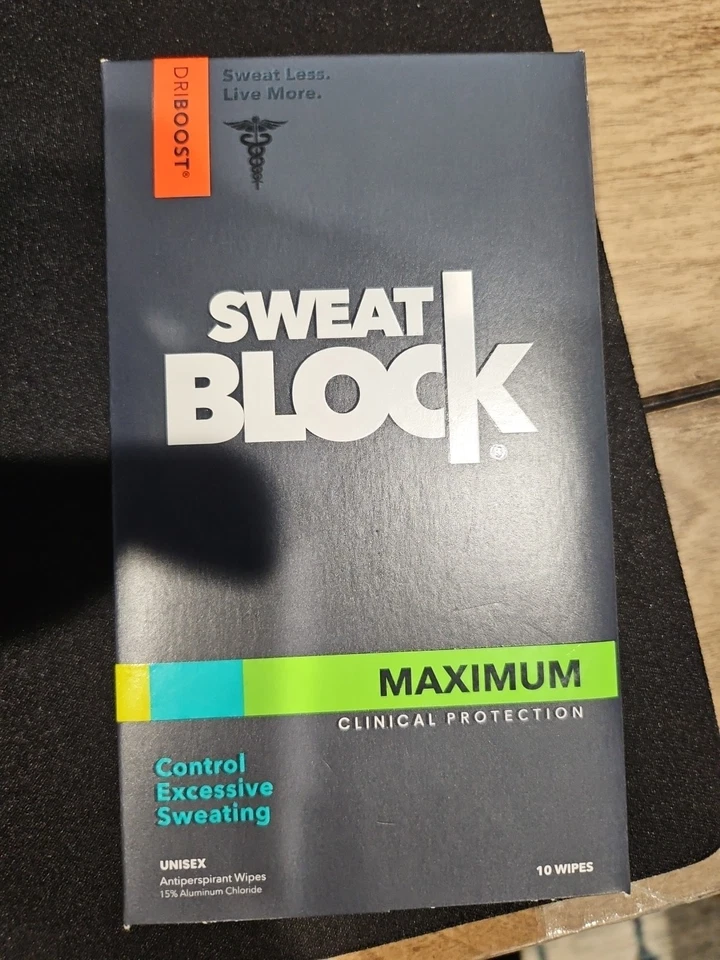 DRIBOOST®
Sweat Less.
Live More.
SWEAT
BLOCK®
MAXIMUM
CLINICAL PROTECTION
Control
Excessive
Sweating
UNISEX
Antiperspirant Wipes
15% Aluminum Chloride
10 WIPES